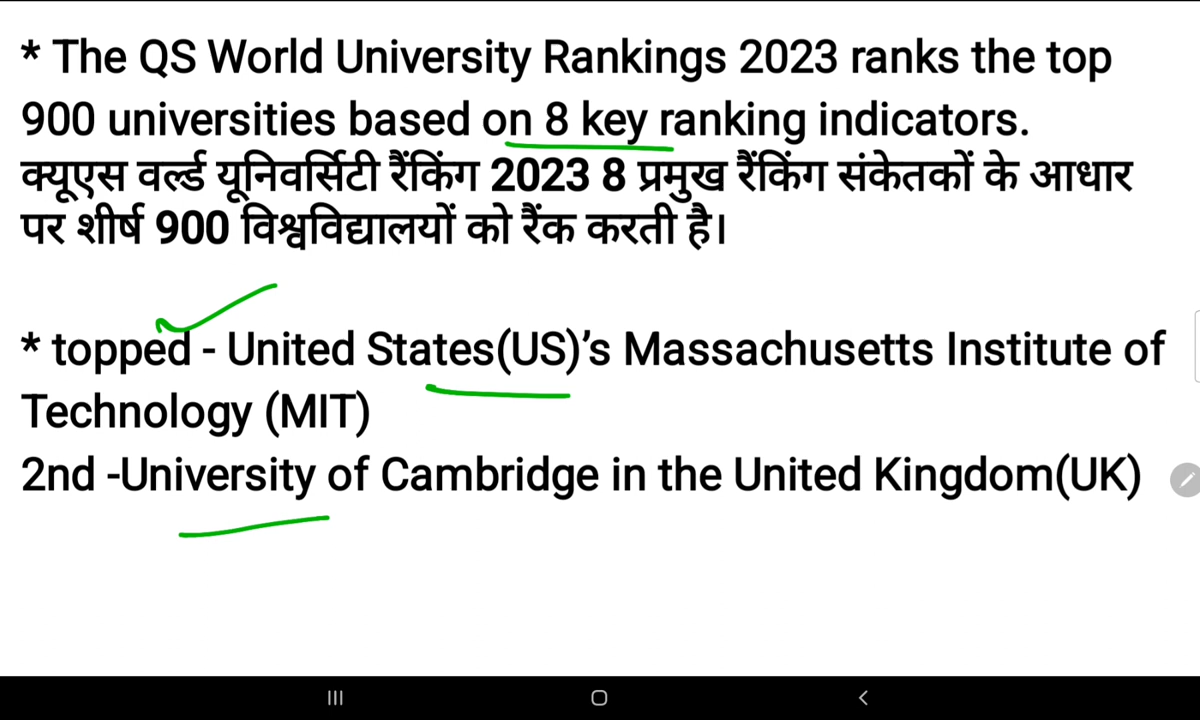 * The QS World University Rankings 2023 ranks the top
900 universities based on 8 key ranking indicators.
क्यूएस वर्ल्ड यूनिवर्सिटी रैंकिंग 2023 8 प्रमुख रैंकिंग संकेतकों के आधार
पर शीर्ष 900 विश्वविद्यालयों को रैंक करती है।
* topped - United States(US)’s Massachusetts Institute of
Technology (MIT)
2nd -University of Cambridge in the United Kingdom(UK)